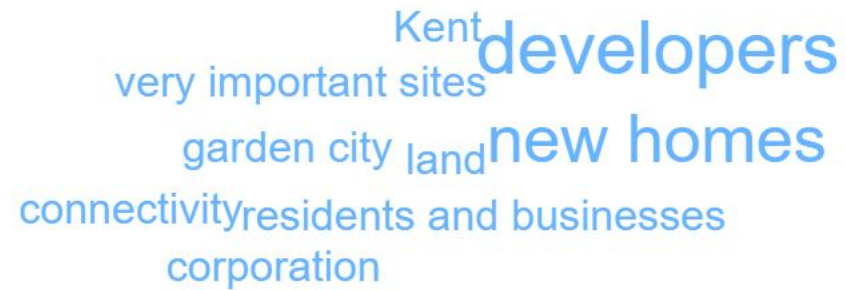 Kent developers
very important sites
garden city land new homes
connectivity residents and businesses
corporation